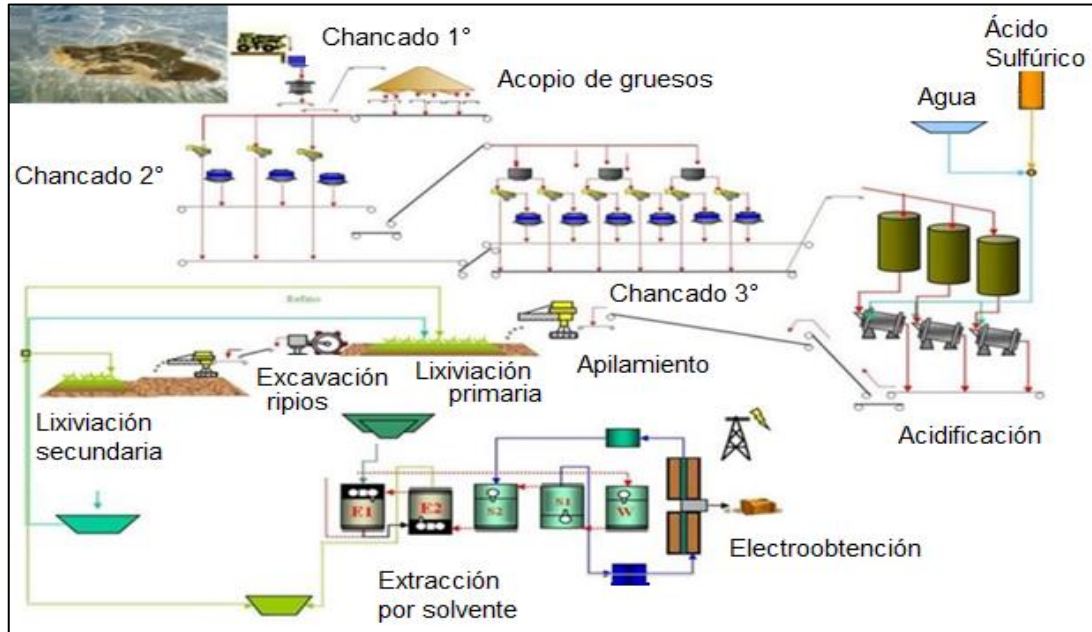 Chancado 1°
Ácido
Sulfúrico
Acopio de gruesos
Agua
Chancado 2°
Chancado 3°
Refino
Apilamiento
Lixiviación
primaria
Excavación
ripios
Lixiviación
secundaria
Acidificación
E1
E2
S2
S1
W
Electroobtención
Extracción
por solvente